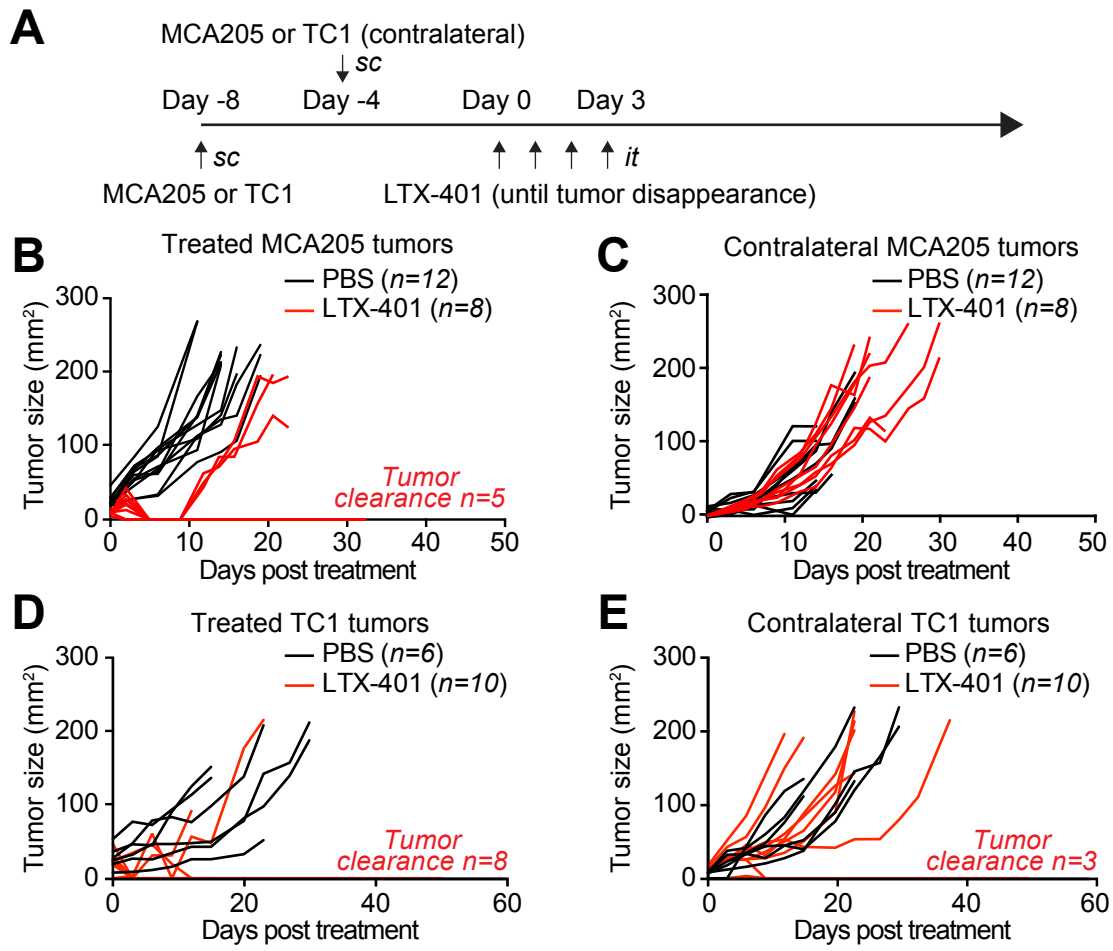 A
MCA205 or TC1 (contralateral)
sc
Day -8 Day -4 Day 0 Day 3
sc it
MCA205 or TC1 LTX-401 (until tumor disappearance)
B
Treated MCA205 tumors
PBS (n=12)
LTX-401 (n=8)
Tumor size (mm²)
300
200
100
0
Tumor
clearance n=5
0 10 20 30 40 50
Days post treatment
C
Contralateral MCA205 tumors
PBS (n=12)
LTX-401 (n=8)
Tumor size (mm²)
300
200
100
0
0 10 20 30 40 50
Days post treatment
D
Treated TC1 tumors
PBS (n=6)
LTX-401 (n=10)
Tumor size (mm²)
300
200
100
0
Tumor
clearance n=8
0 20 40 60
Days post treatment
E
Contralateral TC1 tumors
PBS (n=6)
LTX-401 (n=10)
Tumor size (mm²)
300
200
100
0
Tumor
clearance n=3
0 20 40 60
Days post treatment